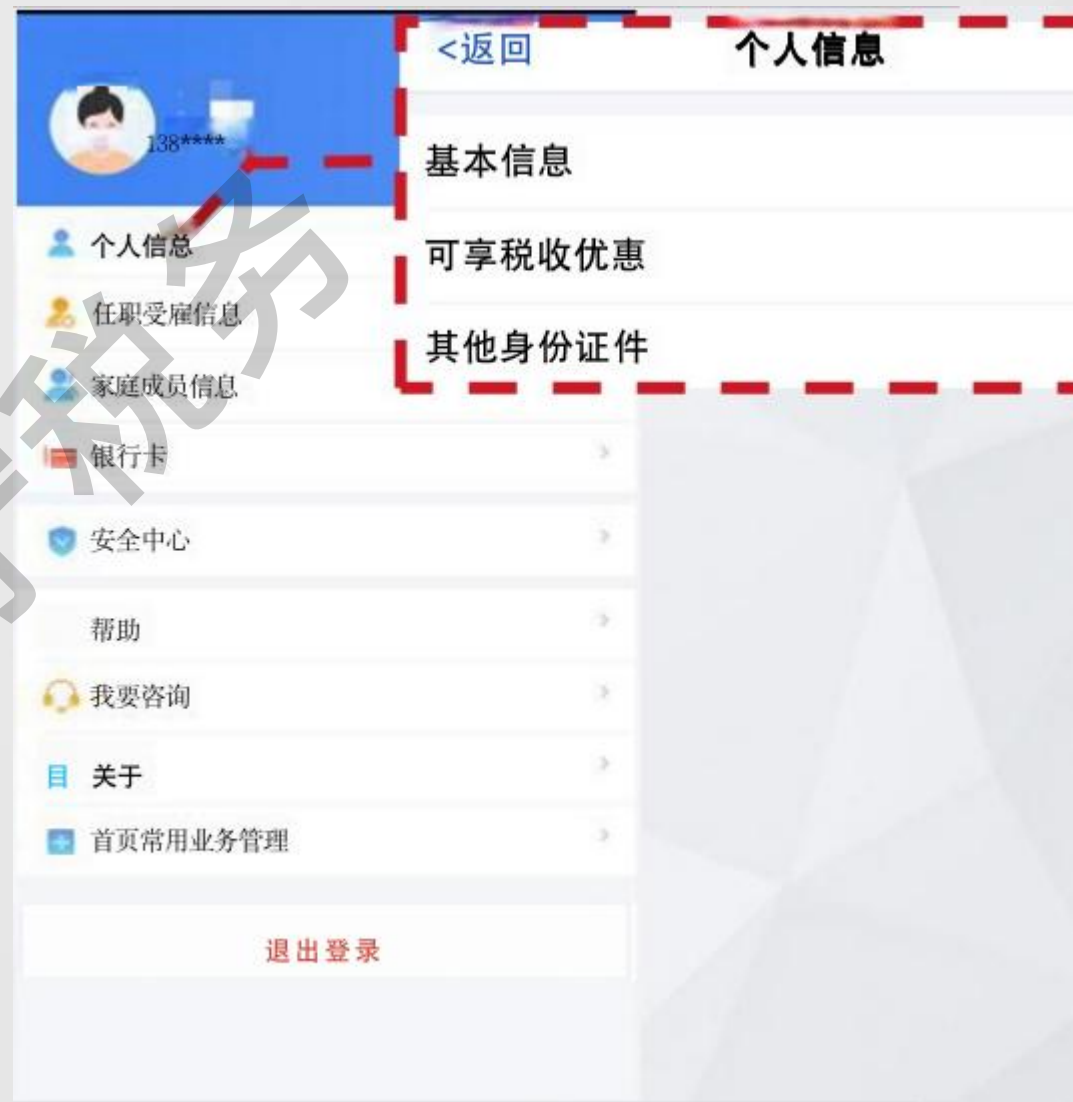 138****
个人信总
任职受雇信息
家庭成员信息
银行卡
安全中心
帮助
我要咨询
关于
首页常用业务管理
退出登录
<返回
个人信息
基本信息
可享税收优惠
其他身份证件
税务